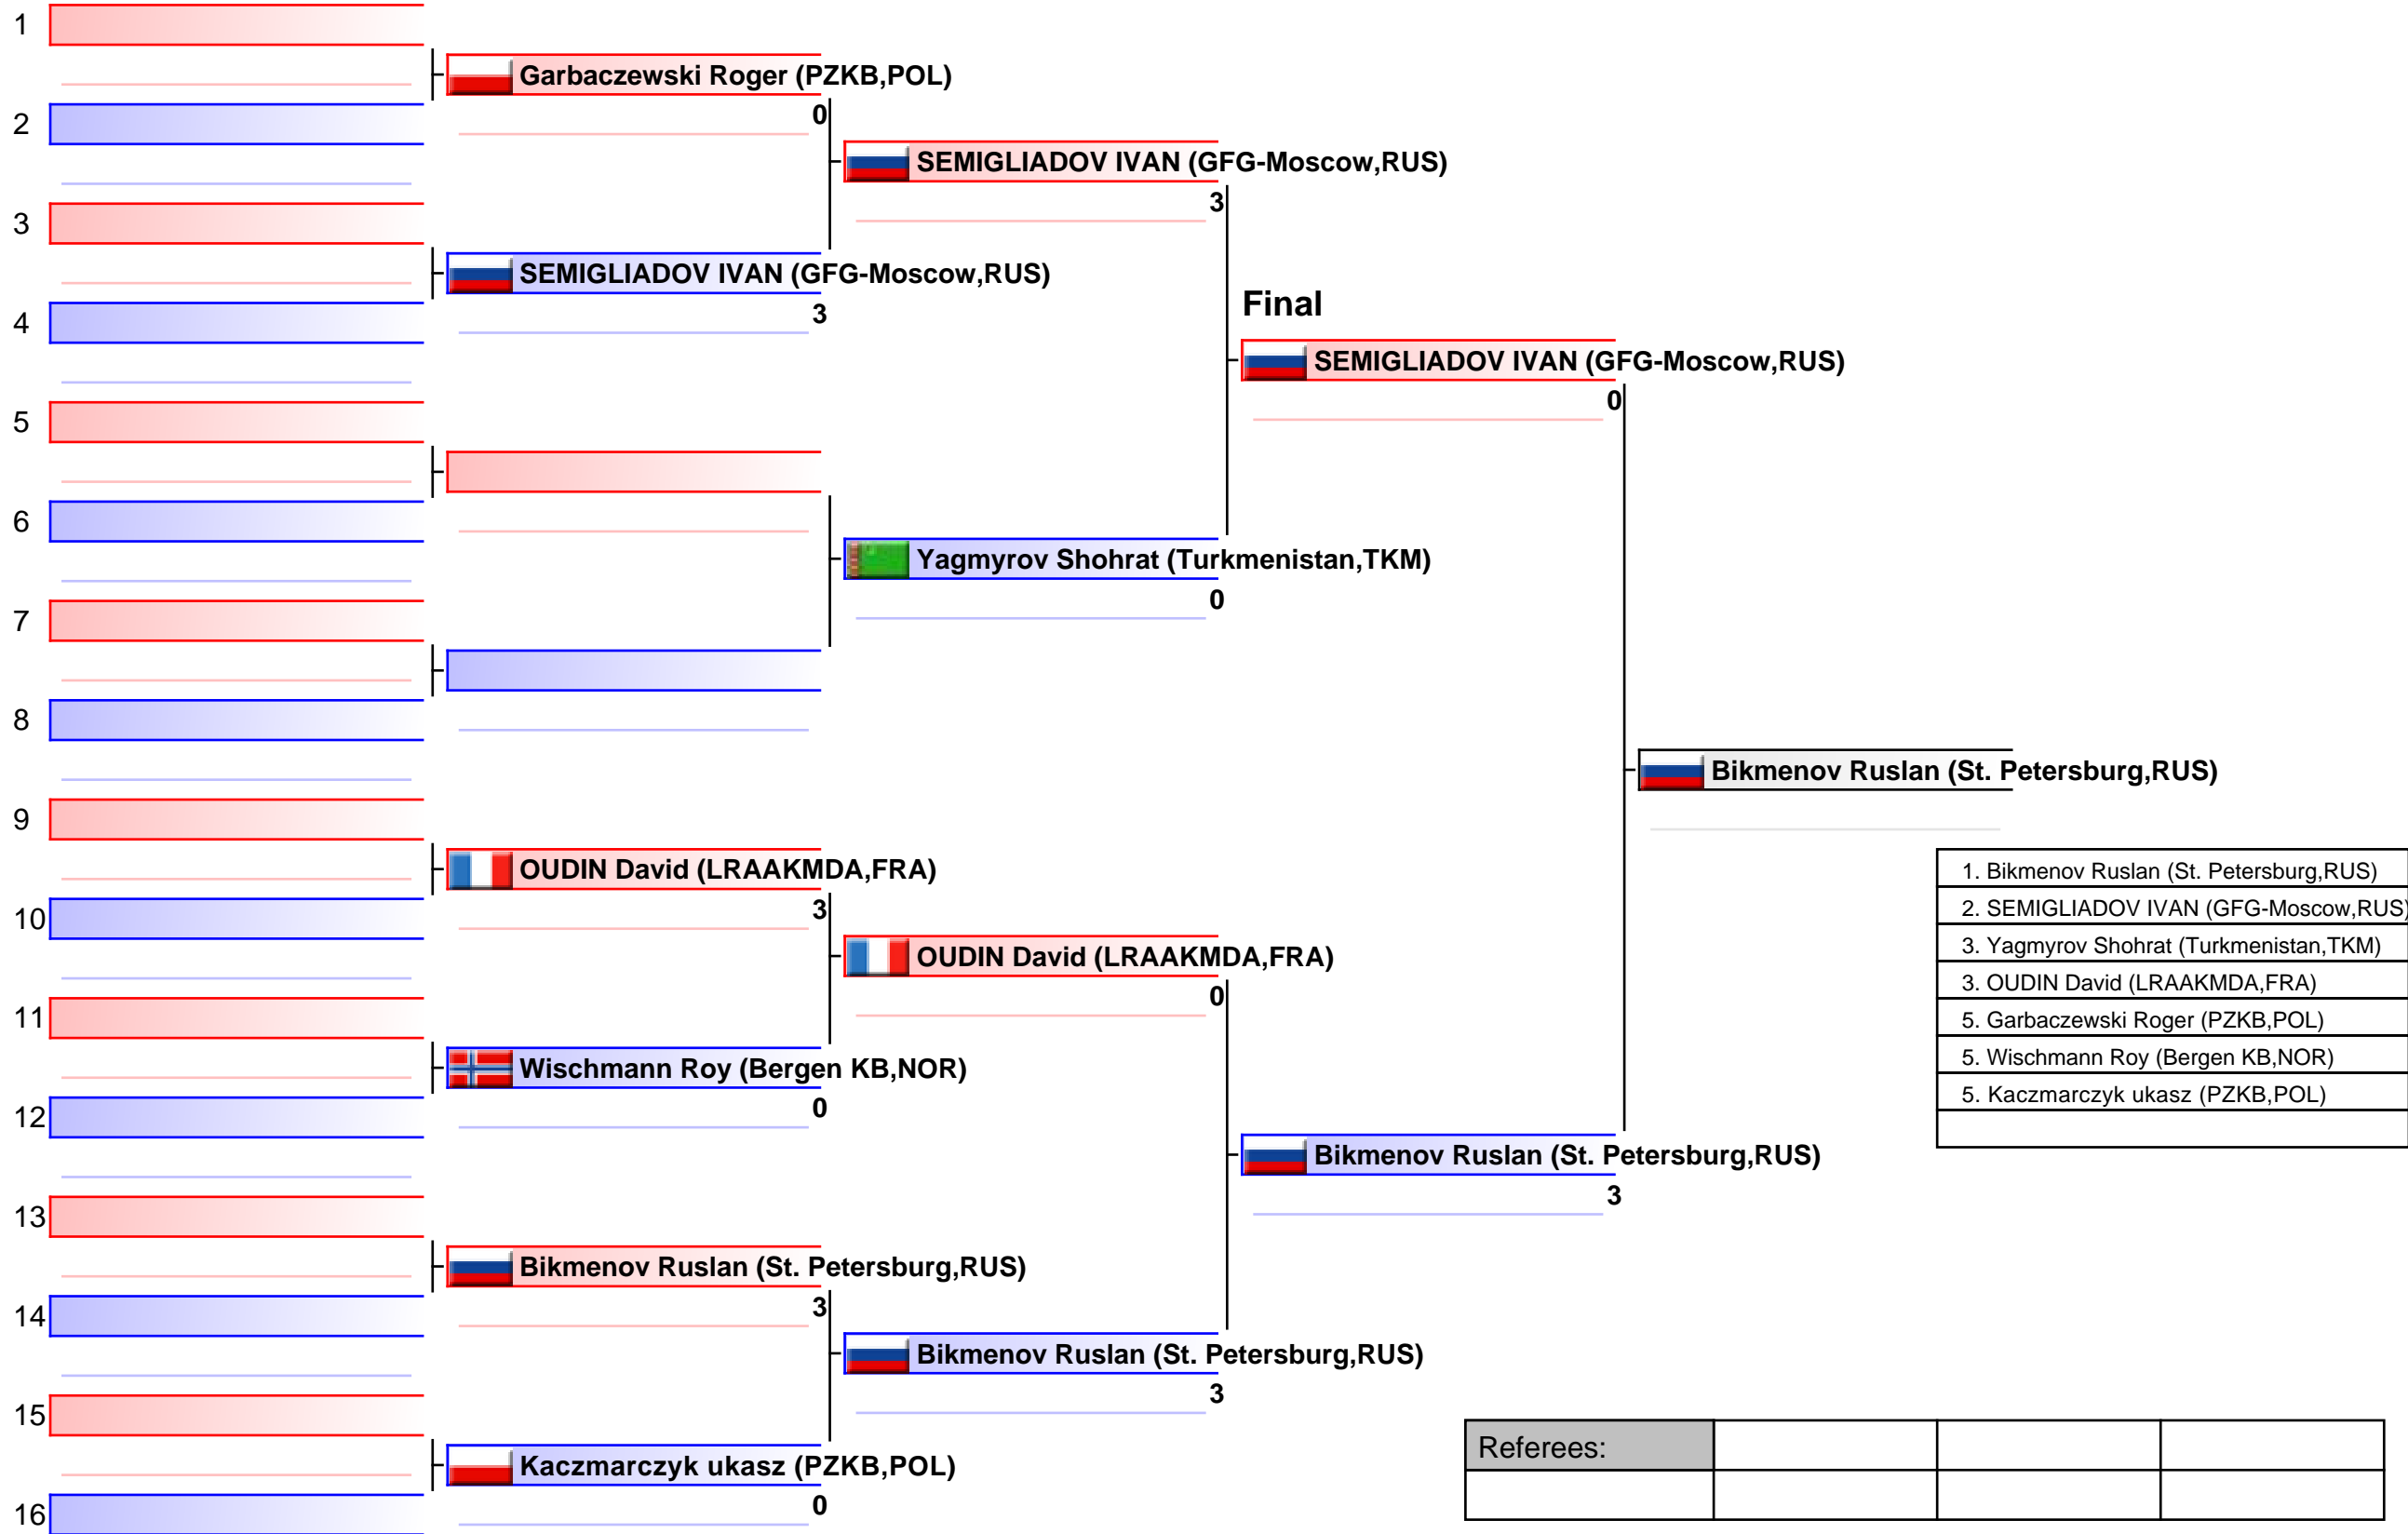 1
Garbaczewski Roger (PZKB,POL)
0
2
SEMIGLIADOV IVAN (GFG-Moscow,RUS)
3
3
SEMIGLIADOV IVAN (GFG-Moscow,RUS)
3
4
Final
SEMIGLIADOV IVAN (GFG-Moscow,RUS)
0
5
6
Yagmyrov Shohrat (Turkmenistan,TKM)
0
7
8
Bikmenov Ruslan (St. Petersburg,RUS)
9
OUDIN David (LRAAKMDA,FRA)
3
10
OUDIN David (LRAAKMDA,FRA)
0
11
Wischmann Roy (Bergen KB,NOR)
0
12
Bikmenov Ruslan (St. Petersburg,RUS)
3
13
Bikmenov Ruslan (St. Petersburg,RUS)
3
14
Bikmenov Ruslan (St. Petersburg,RUS)
3
15
Kaczmarczyk ukasz (PZKB,POL)
0
16
1. Bikmenov Ruslan (St. Petersburg,RUS)
2. SEMIGLIADOV IVAN (GFG-Moscow,RUS)
3. Yagmyrov Shohrat (Turkmenistan,TKM)
3. OUDIN David (LRAAKMDA,FRA)
5. Garbaczewski Roger (PZKB,POL)
5. Wischmann Roy (Bergen KB,NOR)
5. Kaczmarczyk ukasz (PZKB,POL)
Referees: